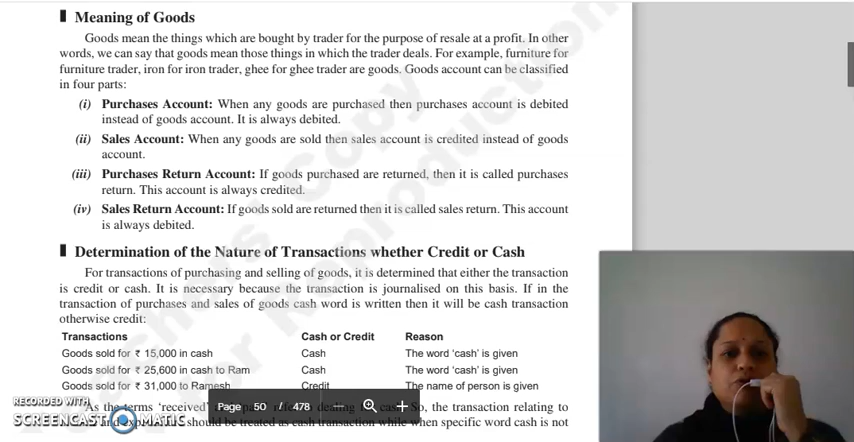 Meaning of Goods
Goods mean the things which are bought by trader for the purpose of resale at a profit. In other
words, we can say that goods mean those things in which the trader deals. For example, furniture for
furniture trader, iron for iron trader, ghee for ghee trader are goods. Goods account can be classified
in four parts:
(i) Purchases Account: When any goods are purchased then purchases account is debited
instead of goods account. It is always debited.
(ii) Sales Account: When any goods are sold then sales account is credited instead of goods
account.
(iii) Purchases Return Account: If goods purchased are returned, then it is called purchases
return. This account is always credited.
(iv) Sales Return Account: If goods sold are returned then it is called sales return. This account
is always debited.
Determination of the Nature of Transactions whether Credit or Cash
For transactions of purchasing and selling of goods, it is determined that either the transaction
is credit or cash. It is necessary because the transaction is journalised on this basis. If in the
transaction of purchases and sales of goods cash word is written then it will be cash transaction
otherwise credit:
Transactions Cash or Credit Reason
Goods sold for ₹ 15,000 in cash Cash The word ‘cash’ is given
Goods sold for ₹ 25,600 in cash to Ram Cash The word ‘cash’ is given
Goods sold for ₹ 31,000 to Ramesh Credit The name of person is given
As the terms ‘received’ dealing cash. So, the transaction relating to
and should be treated as cash transaction while when specific word cash is not
Page 50 / 478
RECORDED WITH
SCREENCAST MATIC